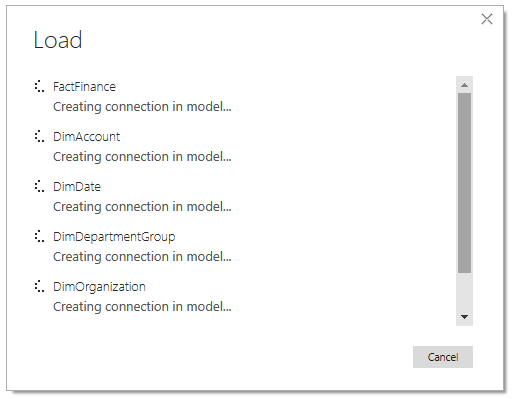 Load
FactFinance
Creating connection in model...
DimAccount
Creating connection in model...
DimDate
Creating connection in model...
DimDepartmentGroup
Creating connection in model...
DimOrganization
Creating connection in model...
Cancel